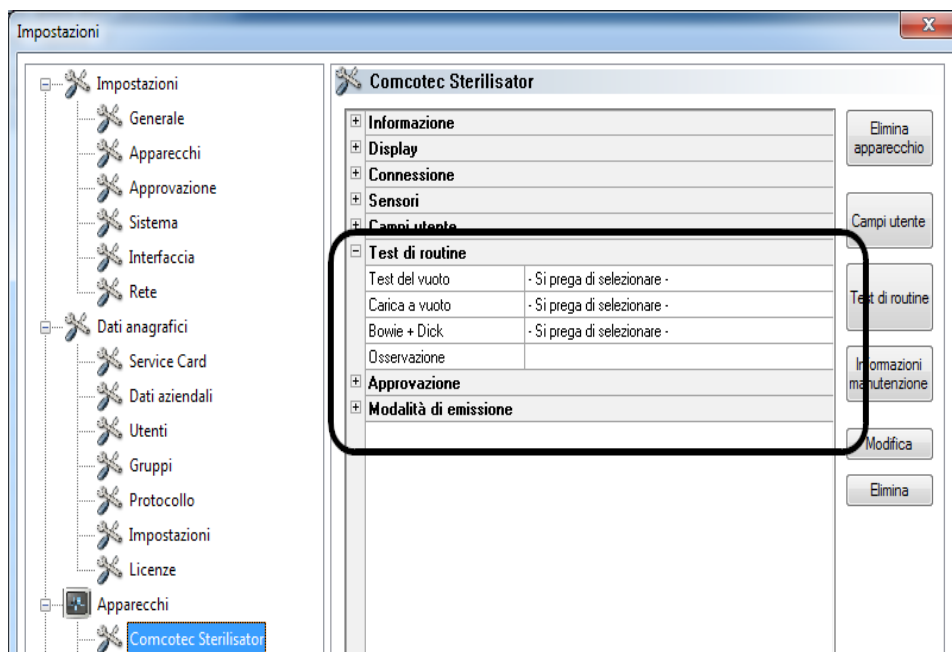 Impostazioni
X
Impostazioni
Generale
Apparecchi
Approvazione
Sistema
Interfaccia
Rete
Dati anagrafici
Service Card
Dati aziendali
Utenti
Gruppi
Protocollo
Impostazioni
Licenze
Apparecchi
Comcotec Sterilisator
Comcotec Sterilisator
Informazione
Display
Connessione
Sensori
Campi utente
Test di routine
Test del vuoto - Si prega di selezionare -
Carica a vuoto - Si prega di selezionare -
Bowie + Dick - Si prega di selezionare -
Osservazione
Approvazione
Modalità di emissione
Elimina
apparecchio
Campi utente
Test di routine
Informazioni
manutenzione
Modifica
Elimina